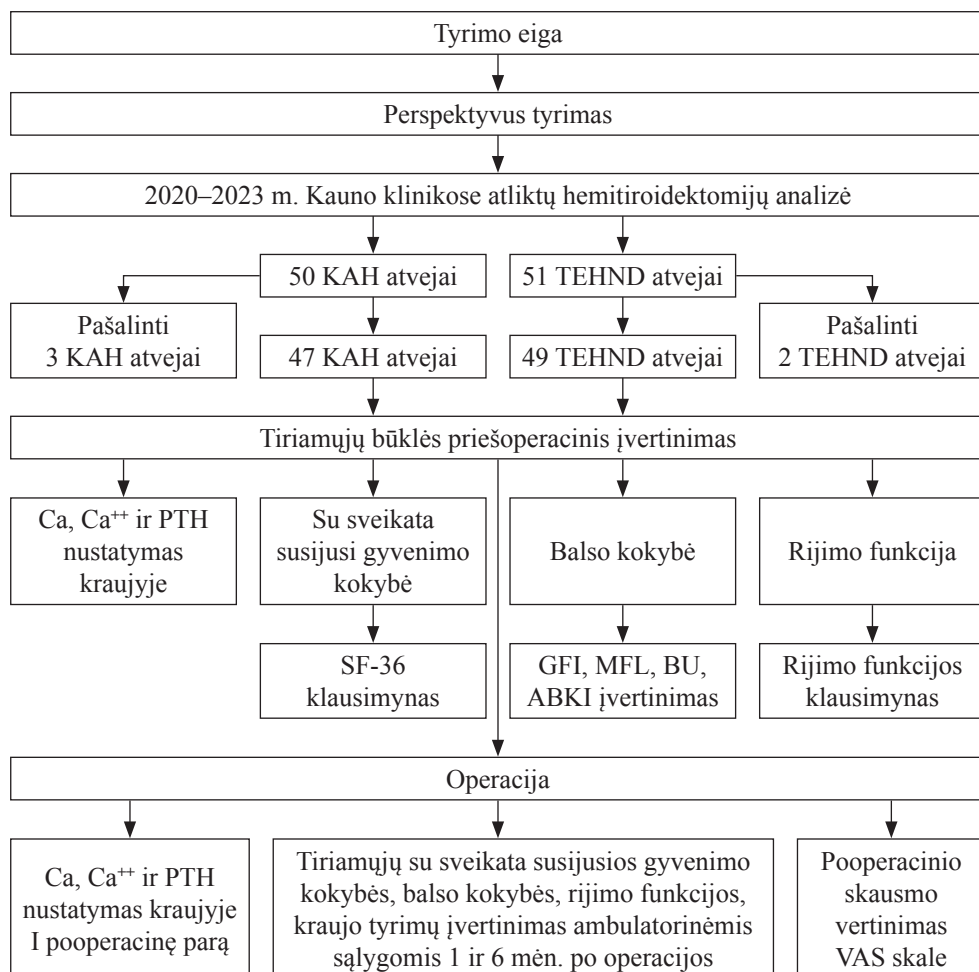 Tyrimo eiga
Perspektyvus tyrimas
2020–2023 m. Kauno klinikose atliktų hemitiroidektomijų analizė
50 KAH atvejai
51 TEHND atvejai
Pašalinti
3 KAH atvejai
47 KAH atvejai
49 TEHND atvejai
Pašalinti
2 TEHND atvejai
Tiriamųjų būklės priešoperacinis įvertinimas
Ca, Ca⁺⁺ ir PTH
nustatymas
kraujyje
Su sveikata
susijusi gyvenimo
kokybė
Balso kokybė
Rijimo funkcija
SF-36
klausimynas
GFI, MFL, BU,
ABKI įvertinimas
Rijimo funkcijos
klausimynas
Operacija
Ca, Ca⁺⁺ ir PTH
nustatymas kraujyje
I pooperacinę parą
Tiriamųjų su sveikata susijusios gyvenimo
kokybės, balso kokybės, rijimo funkcijos,
kraujo tyrimų įvertinimas ambulatorinėmis
sąlygomis 1 ir 6 mėn. po operacijos
Pooperacinio
skausmo
vertinimas
VAS skale